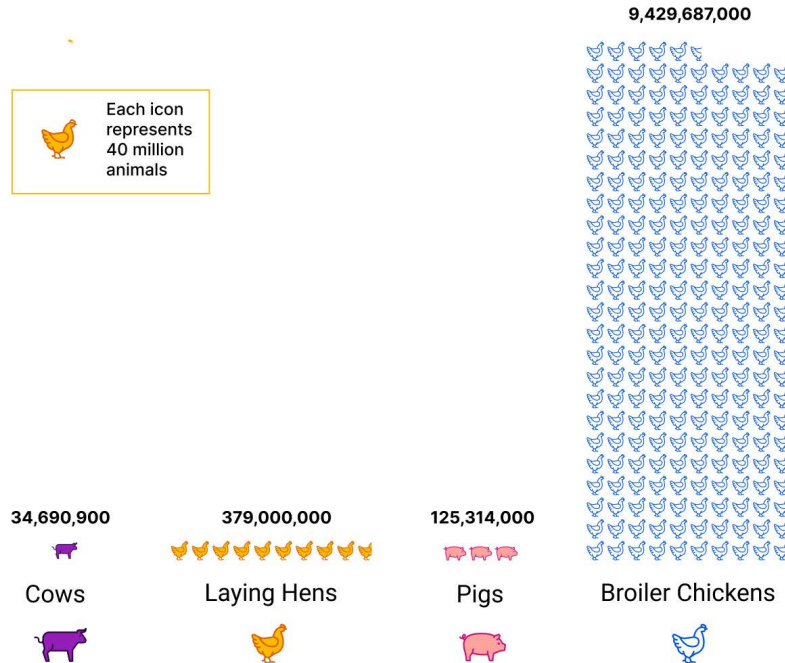 9,429,687,000
Each icon
represents
40 million
animals
34,690,900
379,000,000
125,314,000
Cows
Laying Hens
Pigs
Broiler Chickens